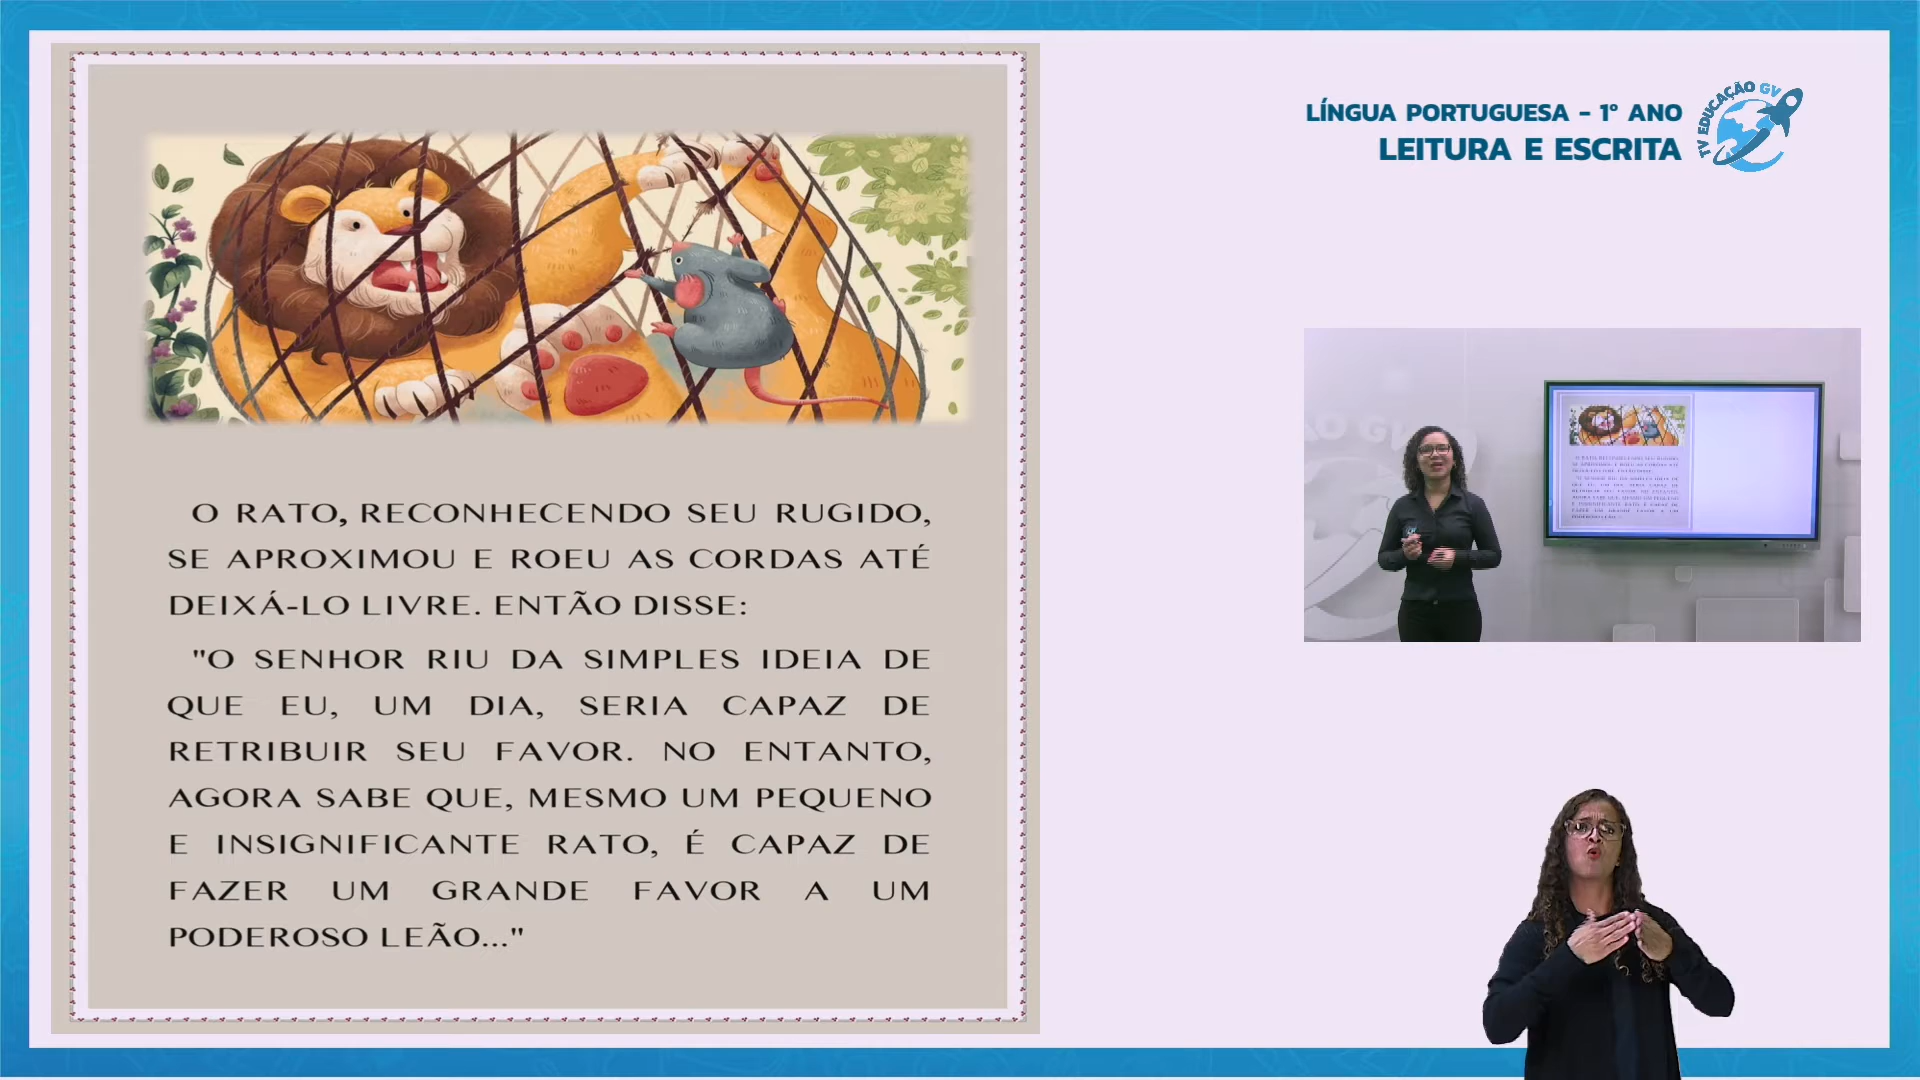 O RATO, RECONHECENDO SEU RUGIDO,
SE APROXIMOU E ROEU AS CORDAS ATÉ
DEIXÁ-LO LIVRE. ENTÃO DISSE:
"O SENHOR RIU DA SIMPLES IDEIA DE
QUE EU, UM DIA, SERIA CAPAZ DE
RETRIBUIR SEU FAVOR. NO ENTANTO,
AGORA SABE QUE, MESMO UM PEQUENO
E INSIGNIFICANTE RATO, É CAPAZ DE
FAZER UM GRANDE FAVOR A UM
PODEROSO LEÃO..."
LÍNGUA PORTUGUESA - 1º ANO
LEITURA E ESCRITA
TV EDUCAÇÃO GV